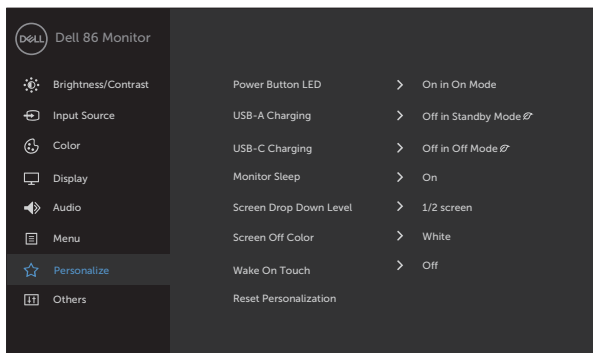 DELL Dell 86 Monitor
Brightness/Contrast
Input Source
Color
Display
Audio
Menu
Personalize
Others
Power Button LED > On in On Mode
USB-A Charging > Off in Standby Mode
USB-C Charging > Off in Off Mode
Monitor Sleep > On
Screen Drop Down Level > 1/2 screen
Screen Off Color > White
Wake On Touch > Off
Reset Personalization